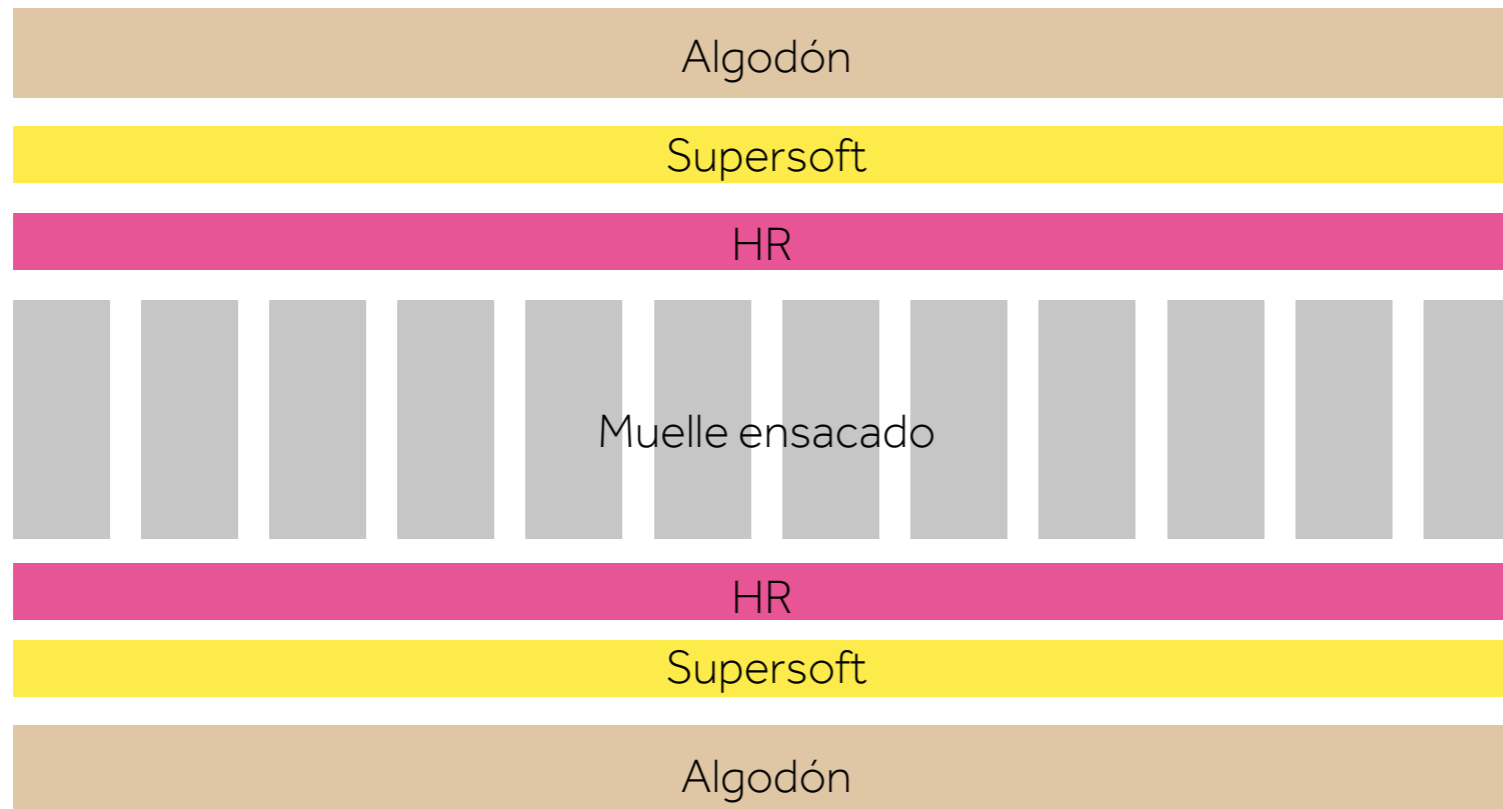 Algodón
Supersoft
HR
Muelle ensacado
HR
Supersoft
Algodón